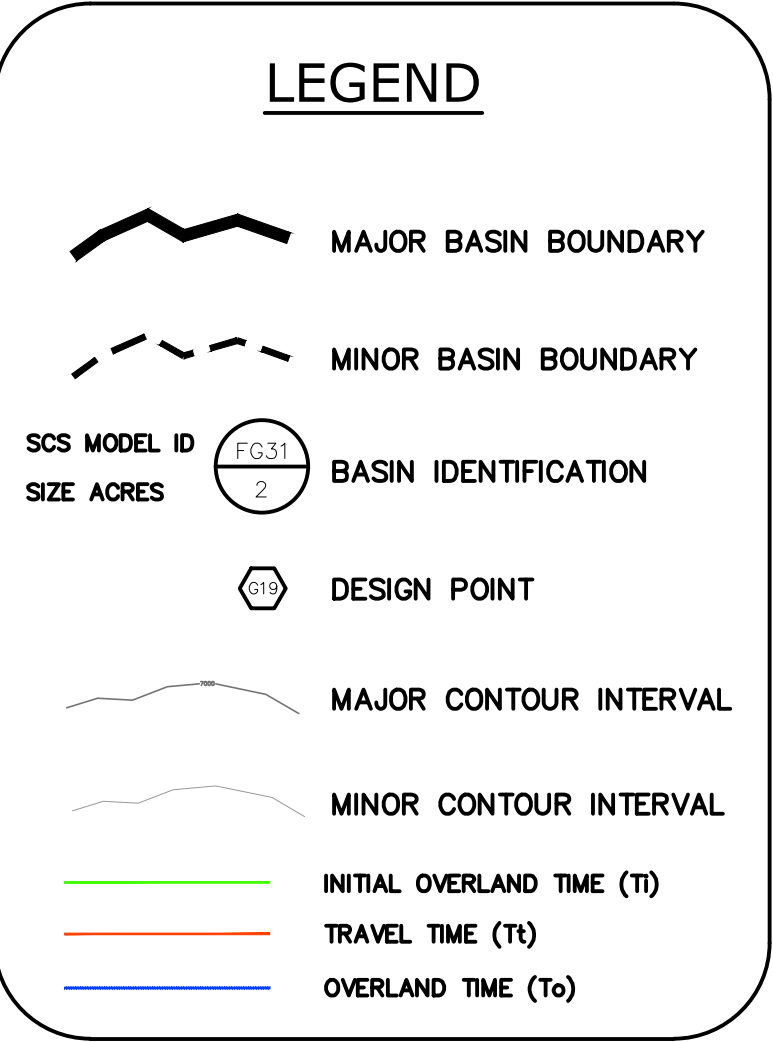 LEGEND
MAJOR BASIN BOUNDARY
MINOR BASIN BOUNDARY
SCS MODEL ID
SIZE ACRES
FG31
2
BASIN IDENTIFICATION
G19
DESIGN POINT
7000
MAJOR CONTOUR INTERVAL
MINOR CONTOUR INTERVAL
INITIAL OVERLAND TIME (Ti)
TRAVEL TIME (Tt)
OVERLAND TIME (To)